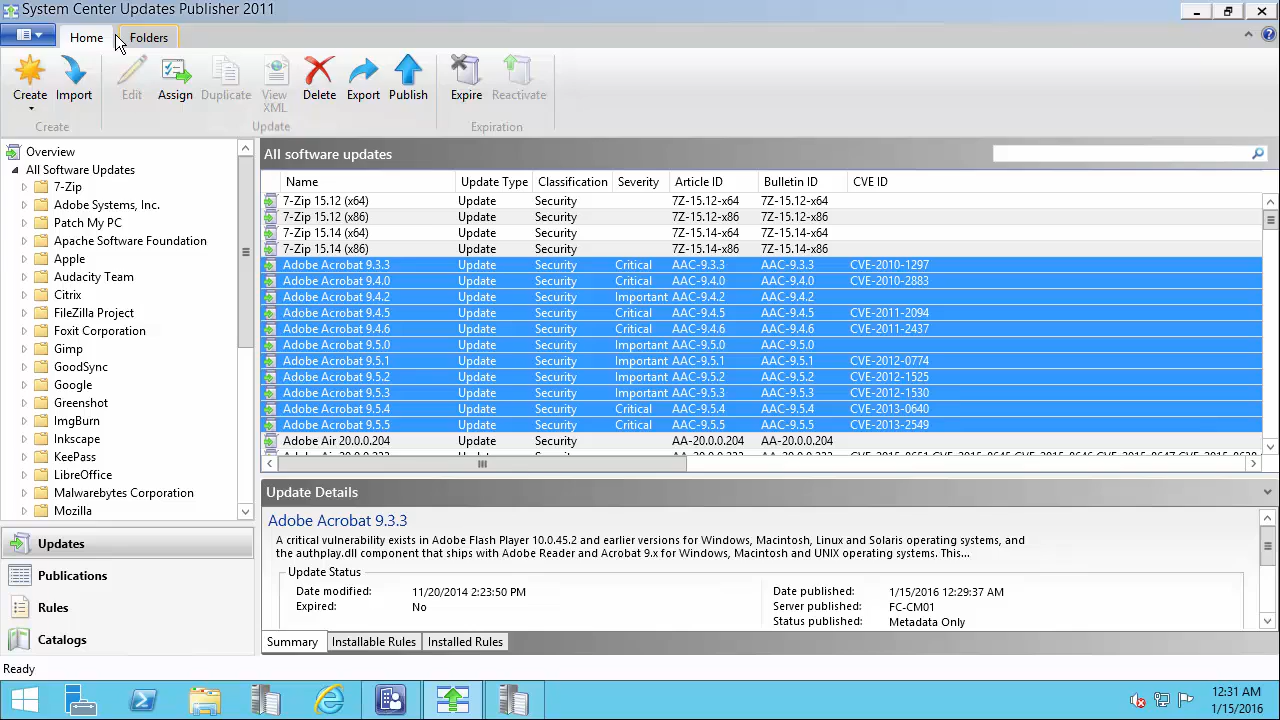 System Center Updates Publisher 2011
Home
Folders
Create
Import
Edit
Assign
Duplicate
View XML
Delete
Export
Publish
Expire
Reactivate
Create
Update
Expiration
Overview
All Software Updates
7-Zip
Adobe Systems, Inc.
Patch My PC
Apache Software Foundation
Apple
Audacity Team
Citrix
FileZilla Project
Foxit Corporation
Gimp
GoodSync
Google
Greenshot
ImgBurn
Inkscape
KeePass
LibreOffice
Malwarebytes Corporation
Mozilla
Updates
Publications
Rules
Catalogs
All software updates
Name Update Type Classification Severity Article ID Bulletin ID CVE ID
7-Zip 15.12 (x64) Update Security 7Z-15.12-x64 7Z-15.12-x64
7-Zip 15.12 (x86) Update Security 7Z-15.12-x86 7Z-15.12-x86
7-Zip 15.14 (x64) Update Security 7Z-15.14-x64 7Z-15.14-x64
7-Zip 15.14 (x86) Update Security 7Z-15.14-x86 7Z-15.14-x86
Adobe Acrobat 9.3.3 Update Security Critical AAC-9.3.3 AAC-9.3.3 CVE-2010-1297
Adobe Acrobat 9.4.0 Update Security Critical AAC-9.4.0 AAC-9.4.0 CVE-2010-2883
Adobe Acrobat 9.4.2 Update Security Important AAC-9.4.2 AAC-9.4.2
Adobe Acrobat 9.4.5 Update Security Critical AAC-9.4.5 AAC-9.4.5 CVE-2011-2094
Adobe Acrobat 9.4.6 Update Security Critical AAC-9.4.6 AAC-9.4.6 CVE-2011-2437
Adobe Acrobat 9.5.0 Update Security Important AAC-9.5.0 AAC-9.5.0
Adobe Acrobat 9.5.1 Update Security Important AAC-9.5.1 AAC-9.5.1 CVE-2012-0774
Adobe Acrobat 9.5.2 Update Security Important AAC-9.5.2 AAC-9.5.2 CVE-2012-1525
Adobe Acrobat 9.5.3 Update Security Important AAC-9.5.3 AAC-9.5.3 CVE-2012-1530
Adobe Acrobat 9.5.4 Update Security Critical AAC-9.5.4 AAC-9.5.4 CVE-2013-0640
Adobe Acrobat 9.5.5 Update Security Critical AAC-9.5.5 AAC-9.5.5 CVE-2013-2549
Adobe Air 20.0.0.204 Update Security AA-20.0.0.204 AA-20.0.0.204
Update Details
Adobe Acrobat 9.3.3
A critical vulnerability exists in Adobe Flash Player 10.0.45.2 and earlier versions for Windows, Macintosh, Linux and Solaris operating systems, and
the authplay.dll component that ships with Adobe Reader and Acrobat 9.x for Windows, Macintosh and UNIX operating systems. This...
Update Status
Date modified: 11/20/2014 2:23:50 PM
Expired: No
Date published: 1/15/2016 12:29:37 AM
Server published: FC-CM01
Status published: Metadata Only
Summary
Installable Rules
Installed Rules
Ready
12:31 AM
1/15/2016